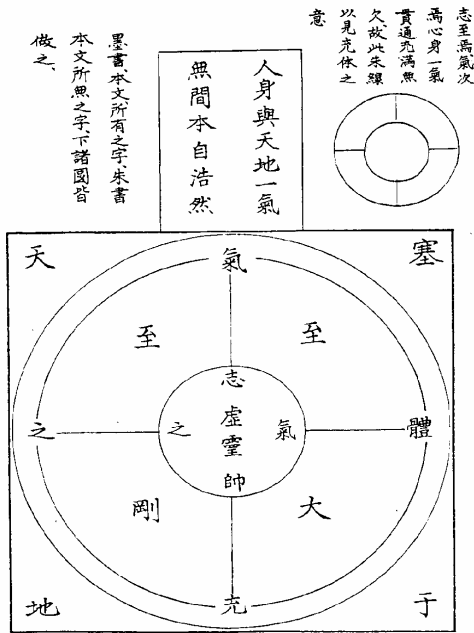 志至焉氣次
焉心身一氣
貫通充滿無
欠、故此朱線
以見充体之
意
人身與天地一氣
無間本自浩然
墨書本文所有之字、朱書
本文所無之字、下諸圖皆
倣之、
塞
于
天
地
氣
體
之
充
至
大
至
剛
志
氣
之
帥
虛靈